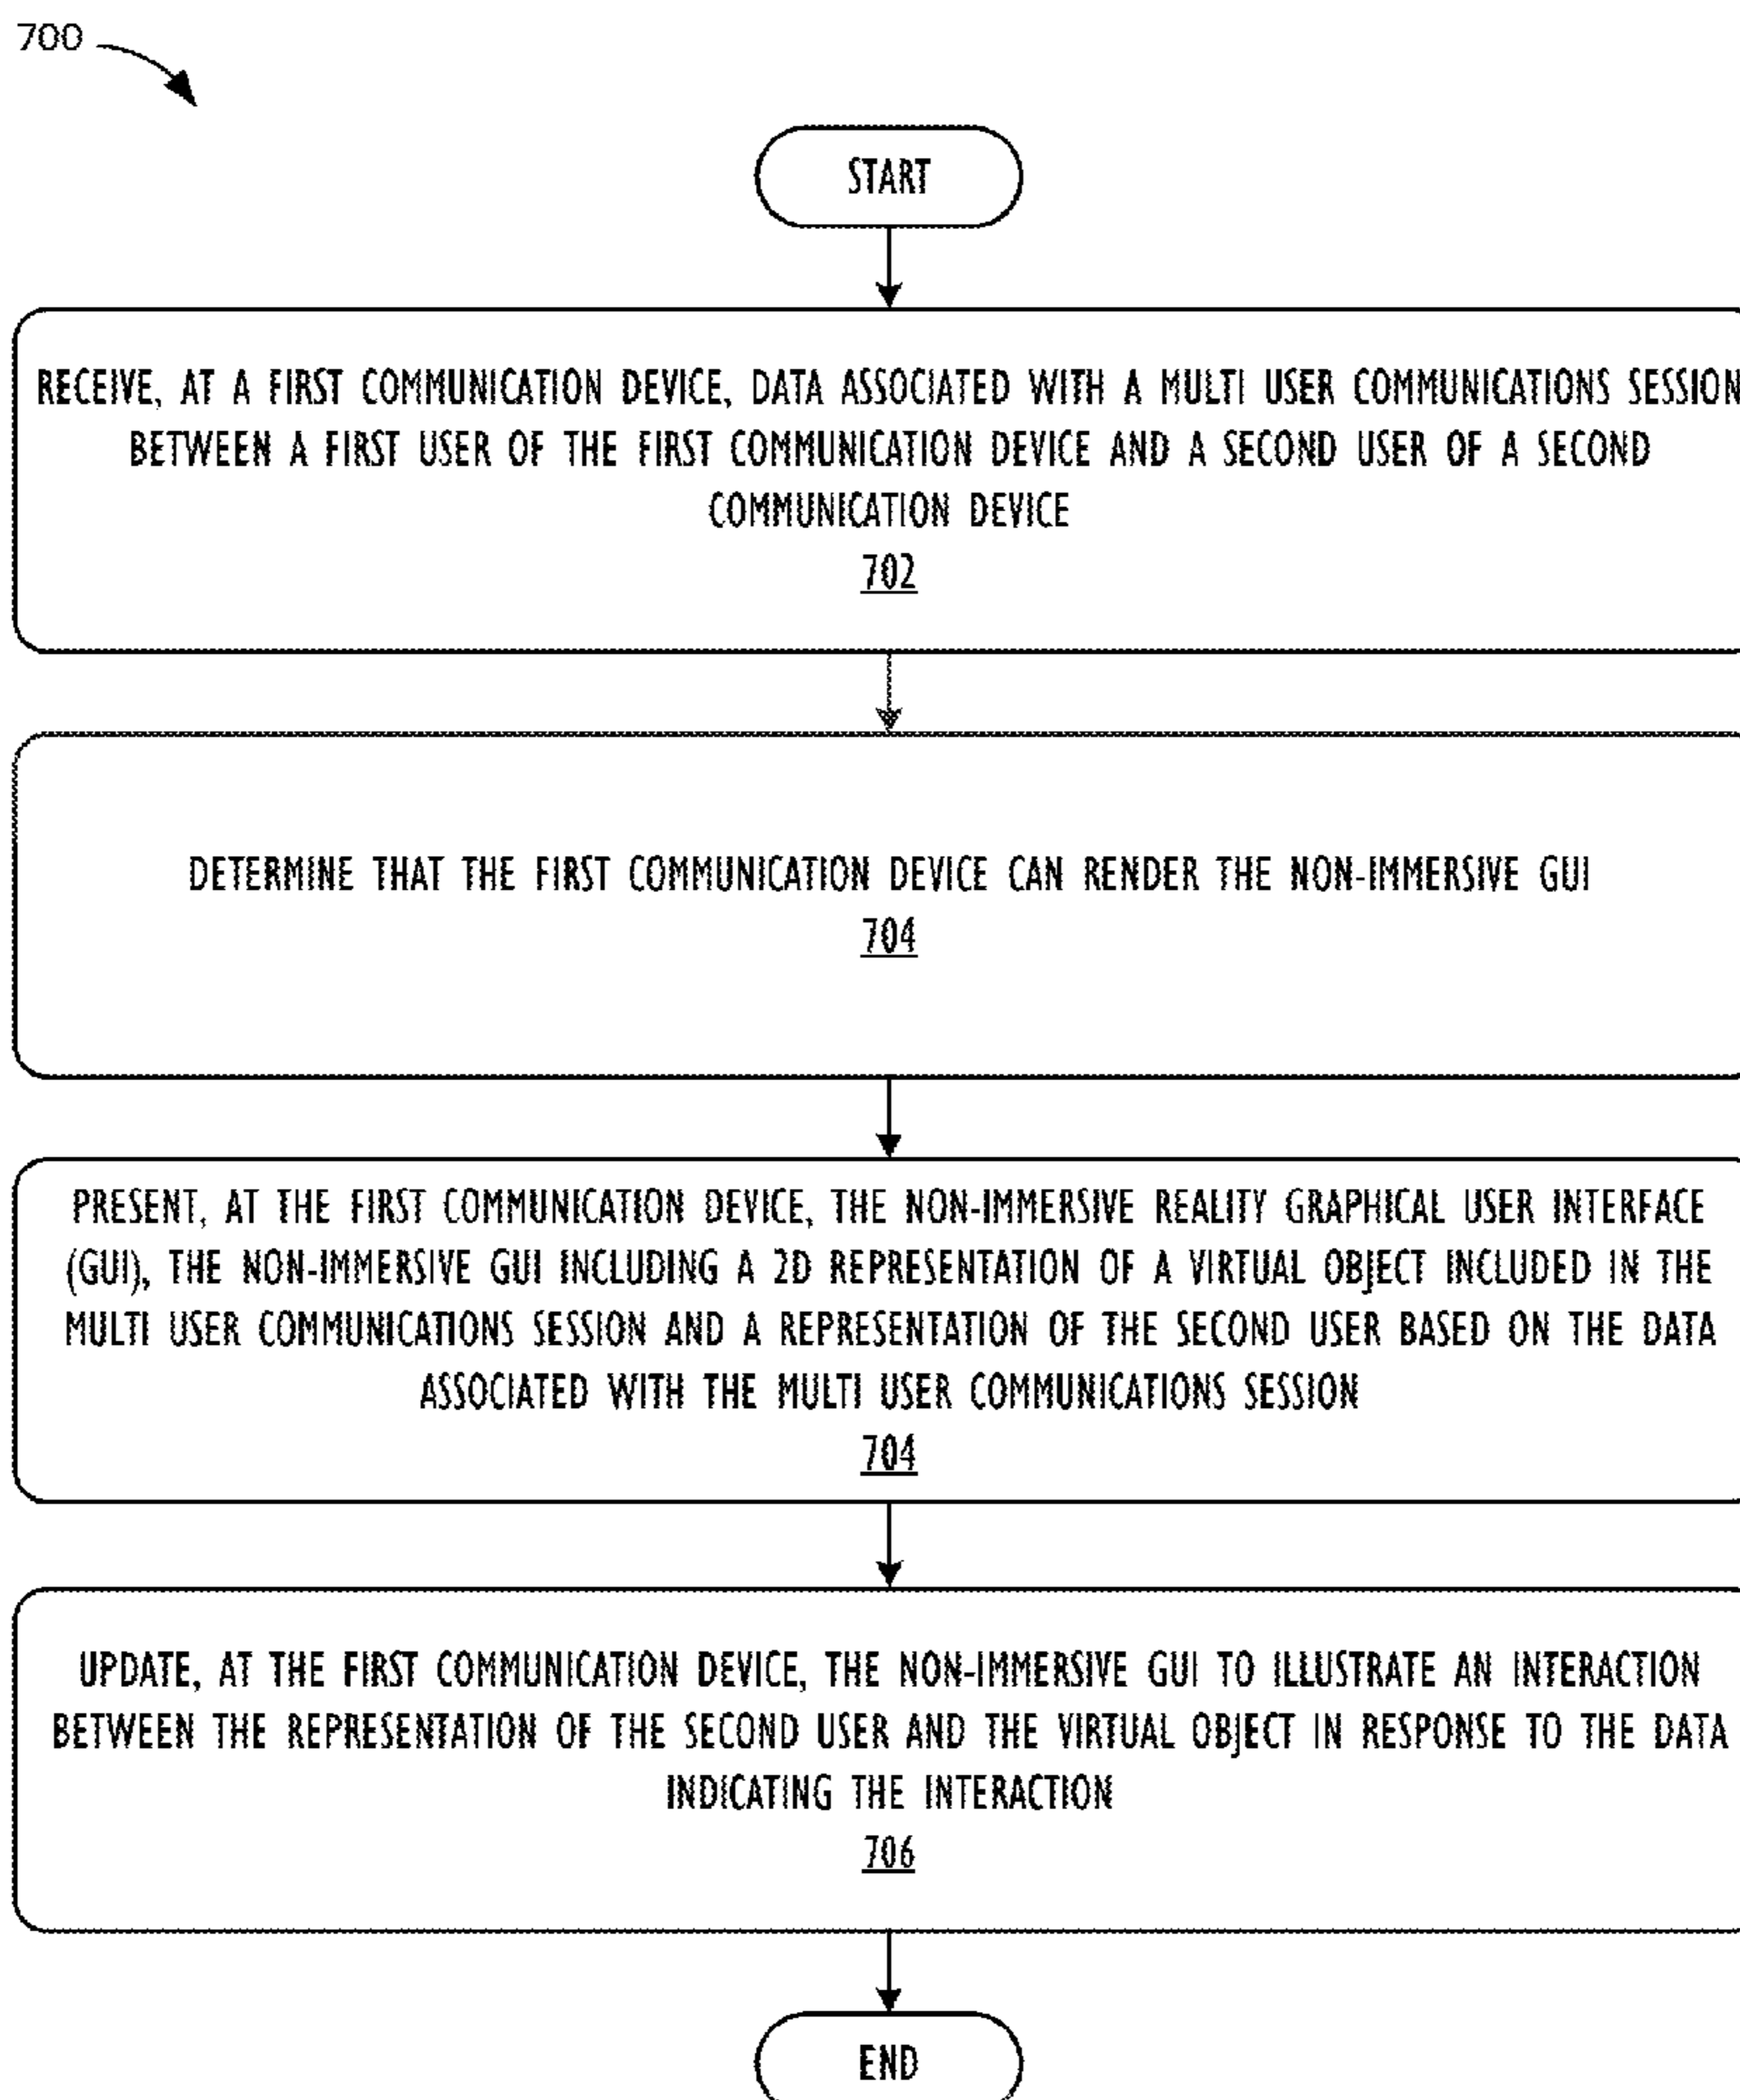 700
START
RECEIVE, AT A FIRST COMMUNICATION DEVICE, DATA ASSOCIATED WITH A MULTI USER COMMUNICATIONS SESSION
BETWEEN A FIRST USER OF THE FIRST COMMUNICATION DEVICE AND A SECOND USER OF A SECOND
COMMUNICATION DEVICE
702
DETERMINE THAT THE FIRST COMMUNICATION DEVICE CAN RENDER THE NON-IMMERSIVE GUI
704
PRESENT, AT THE FIRST COMMUNICATION DEVICE, THE NON-IMMERSIVE REALITY GRAPHICAL USER INTERFACE
(GUI), THE NON-IMMERSIVE GUI INCLUDING A 2D REPRESENTATION OF A VIRTUAL OBJECT INCLUDED IN THE
MULTI USER COMMUNICATIONS SESSION AND A REPRESENTATION OF THE SECOND USER BASED ON THE DATA
ASSOCIATED WITH THE MULTI USER COMMUNICATIONS SESSION
704
UPDATE, AT THE FIRST COMMUNICATION DEVICE, THE NON-IMMERSIVE GUI TO ILLUSTRATE AN INTERACTION
BETWEEN THE REPRESENTATION OF THE SECOND USER AND THE VIRTUAL OBJECT IN RESPONSE TO THE DATA
INDICATING THE INTERACTION
706
END